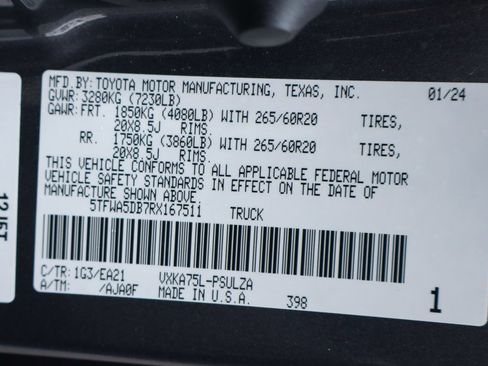 MFD.BY: TOYOTA MOTOR MANUFACTURING, TEXAS, INC. 01/24
GVWR: 3280KG (7230LB)
GAWR: FRT. 1850KG (4080LB) WITH 265/60R20 TIRES,
20X8.5J RIMS,
RR. 1750KG (3860LB) WITH 265/60R20 TIRES,
20X8.5J RIMS.
THIS VEHICLE CONFORMS TO ALL APPLICABLE FEDERAL MOTOR
VEHICLE SAFETY STANDARDS IN EFFECT ON THE DATE OF
MANUFACTURE SHOWN ABOVE.
5TFWA5DB7RX167511 TRUCK
C/TR: 1G3/EA21 VXKA75L-PSULZA
A/TM: /AJA0F MADE IN U.S.A. 398 1